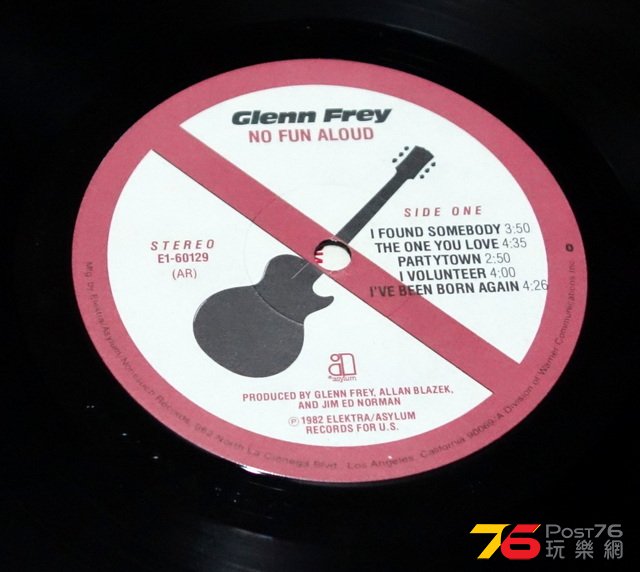 Glenn Frey
NO FUN ALOUD
SIDE ONE
I FOUND SOMEBODY 3:50
THE ONE YOU LOVE 4:35
PARTYTOWN 2:50
I VOLUNTEER 4:00
I'VE BEEN BORN AGAIN 4:26
STEREO
E1-60129
(AR)
asylum
PRODUCED BY GLENN FREY, ALLAN BLAZEK,
AND JIM ED NORMAN
℗ 1982 ELEKTRA/ASYLUM
RECORDS FOR U.S.
Mfg. by Elektra/Asylum/Nonesuch Records, 962 North La Cienega Blvd., Los Angeles, California 90069. A Division of Warner Communications Inc.
76 POST76
玩樂網